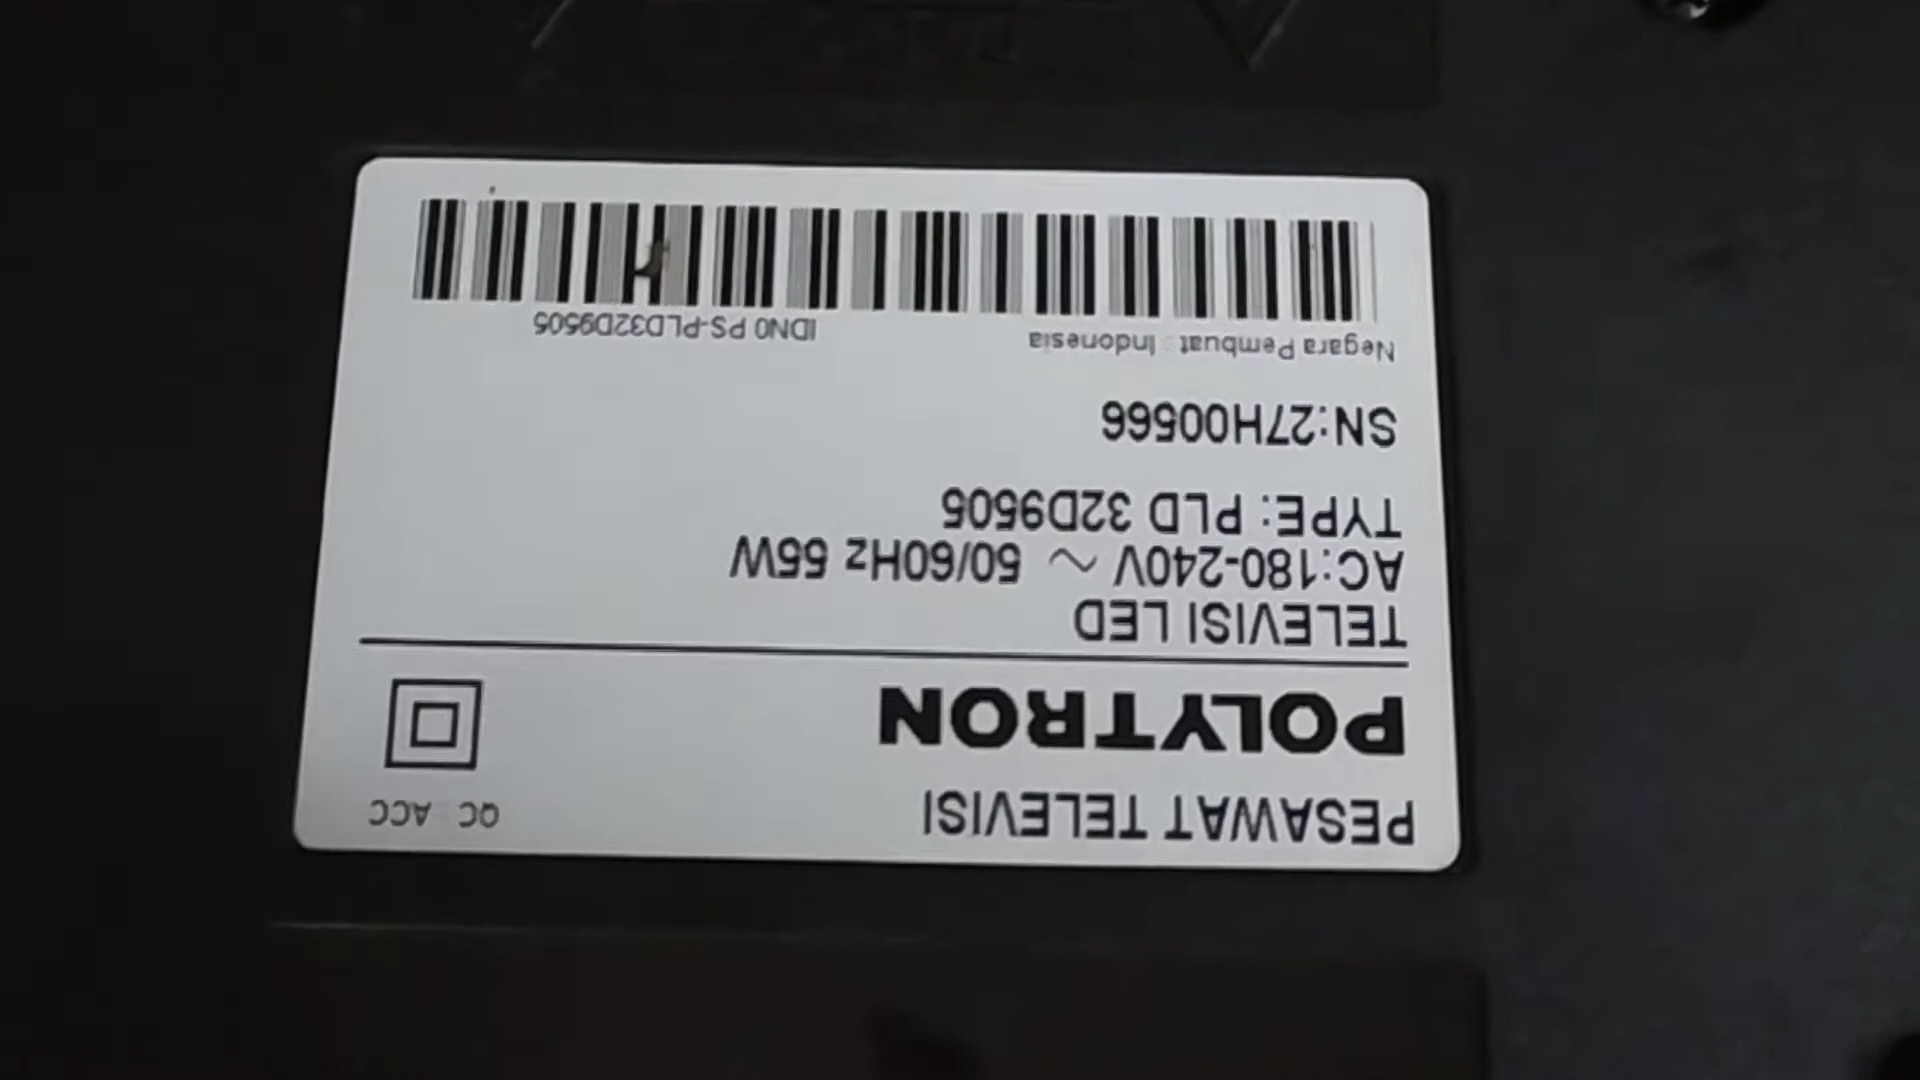 PESAWAT TELEVISI
QC ACC
POLYTRON
TELEVISI LED
AC:180-240V ~ 50/60Hz 55W
TYPE: PLD 32D9505
SN:27H00566
Negara Pembuat : Indonesia
IDN0 PS-PLD32D9505